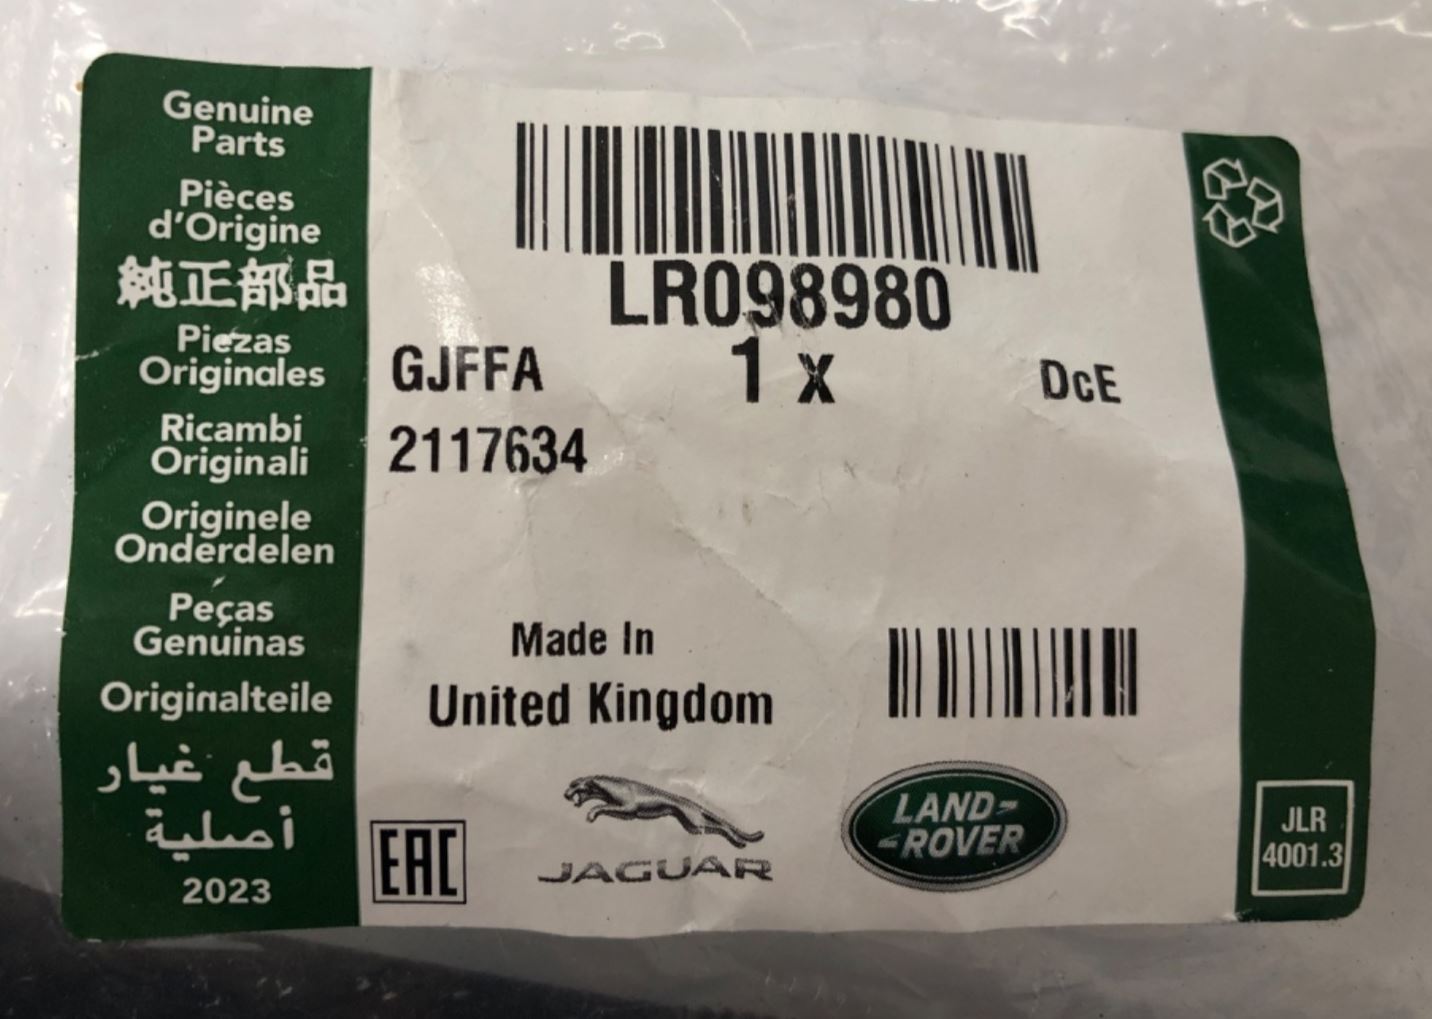 Genuine
Parts
Pièces
d'Origine
純正部品
Piezas
Originales
Ricambi
Originali
Originele
Onderdelen
Peças
Genuinas
Originalteile
قطع غيار
أصلية
2023
LR098980
GJFFA 1 x DcE
2117634
Made In
United Kingdom
EAC
JAGUAR
LAND-
-ROVER
JLR
4001.3